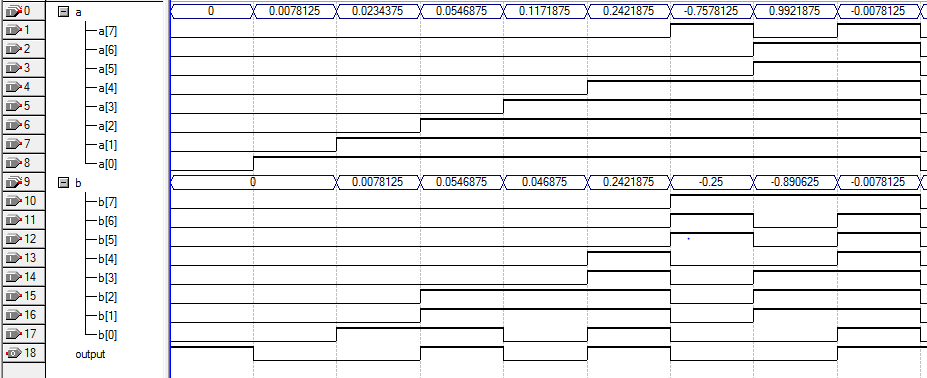 0 a 0 0.0078125 0.0234375 0.0546875 0.1171875 0.2421875 -0.7578125 0.9921875 -0.0078125
1 a[7]
2 a[6]
3 a[5]
4 a[4]
5 a[3]
6 a[2]
7 a[1]
8 a[0]
9 b 0 0.0078125 0.0546875 0.046875 0.2421875 -0.25 -0.890625 -0.0078125
10 b[7]
11 b[6]
12 b[5]
13 b[4]
14 b[3]
15 b[2]
16 b[1]
17 b[0]
18 output